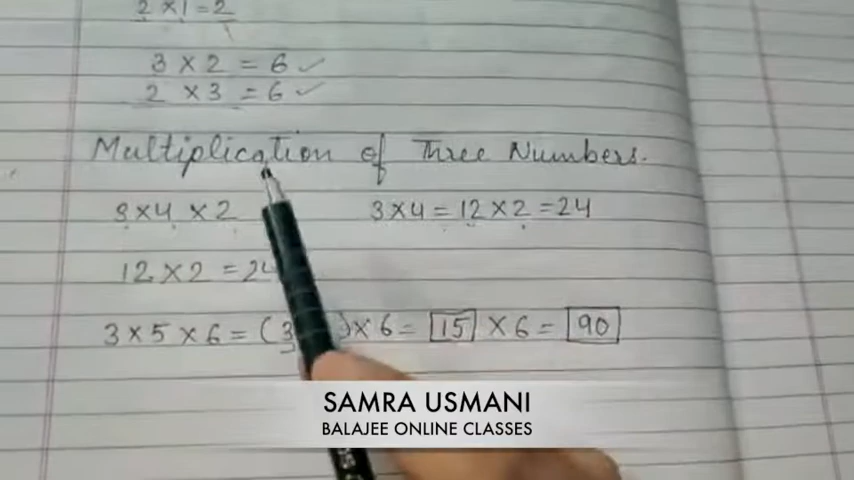 2 × 1 = 2
3 × 2 = 6 ✓
2 × 3 = 6 ✓
Multiplication of Three Numbers.
3 × 4 × 2
3 × 4 = 12 × 2 = 24
12 × 2 = 24
3 × 5 × 6 = (3 ) × 6 = 15 × 6 = 90
SAMRA USMANI
BALAJEE ONLINE CLASSES